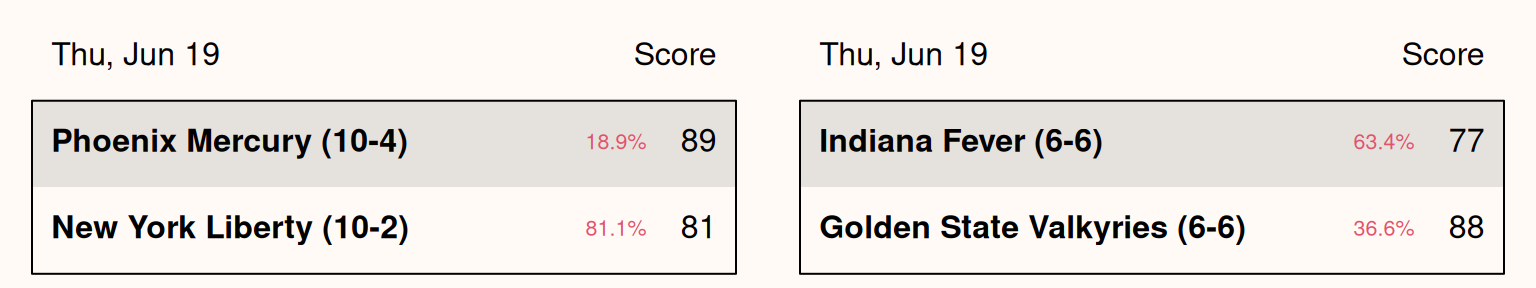 Thu, Jun 19 Score
Phoenix Mercury (10-4) 18.9% 89
New York Liberty (10-2) 81.1% 81
Thu, Jun 19 Score
Indiana Fever (6-6) 63.4% 77
Golden State Valkyries (6-6) 36.6% 88